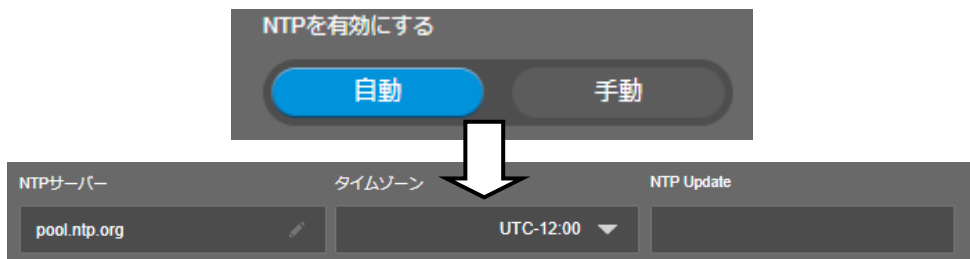 NTPを有効にする
自動 手動
NTPサーバー タイムゾーン NTP Update
pool.ntp.org UTC-12:00